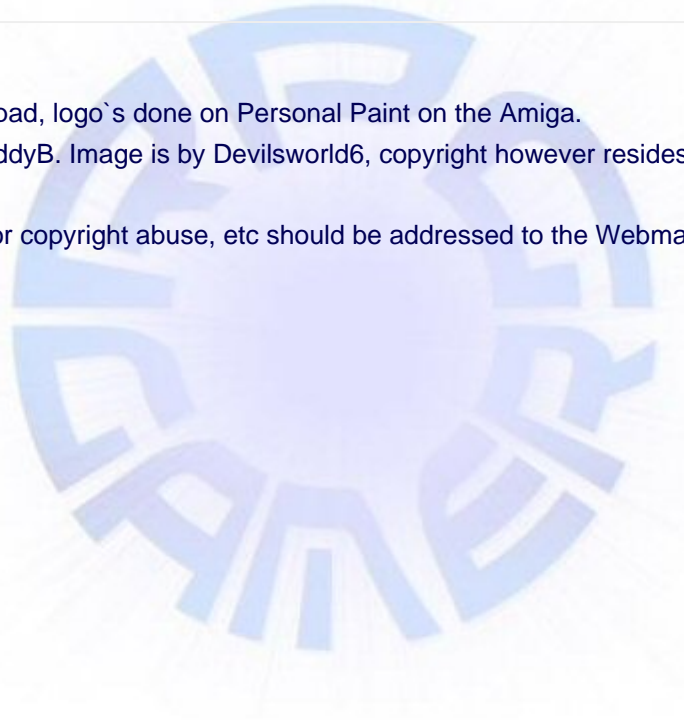 oad, logo`s done on Personal Paint on the Amiga.
ddyB. Image is by Devilsworld6, copyright however resides
or copyright abuse, etc should be addressed to the Webma